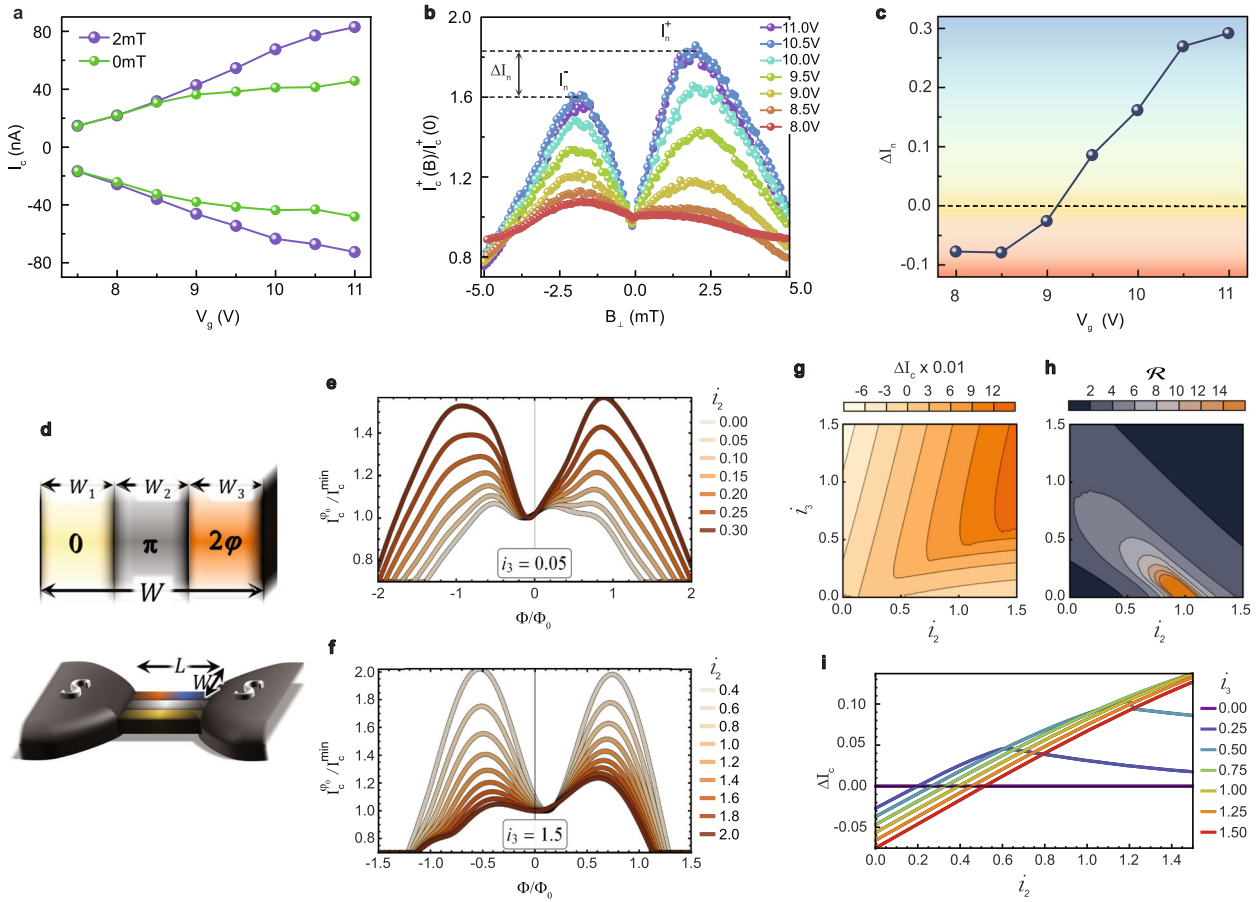 a
2mT
0mT
I_c (nA)
80
40
0
-40
-80
8
9
10
11
V_g (V)
b
I_c^+(B)/I_c^+(0)
2.0
1.6
1.2
0.8
ΔI_n
I_n^-
I_n^+
11.0V
10.5V
10.0V
9.5V
9.0V
8.5V
8.0V
-5.0
-2.5
0.0
2.5
5.0
B_⊥ (mT)
c
ΔI_n
0.3
0.2
0.1
0.0
-0.1
8
9
10
11
V_g (V)
d
W_1 W_2 W_3
0 π 2φ
W
L
W
S S
e
I_c^{φ_0}/I_c^{min}
1.4
1.2
1.0
0.8
i_3 = 0.05
-2 -1 0 1 2
Φ/Φ_0
i_2
0.00
0.05
0.10
0.15
0.20
0.25
0.30
f
I_c^{φ_0}/I_c^{min}
2.0
1.8
1.6
1.4
1.2
1.0
0.8
i_3 = 1.5
-1.5 -1.0 -0.5 0 0.5 1.0 1.5
Φ/Φ_0
i_2
0.4
0.6
0.8
1.0
1.2
1.4
1.6
1.8
2.0
g
ΔI_c x 0.01
-6 -3 0 3 6 9 12
i_3
1.5
1.0
0.5
0.0
0.0 0.5 1.0 1.5
i_2
h
R
2 4 6 8 10 12 14
1.5
1.0
0.5
0.0
0.0 0.5 1.0 1.5
i_2
i
ΔI_c
0.10
0.05
0.00
-0.05
0.0 0.2 0.4 0.6 0.8 1.0 1.2 1.4
i_2
i_3
0.00
0.25
0.50
0.75
1.00
1.25
1.50